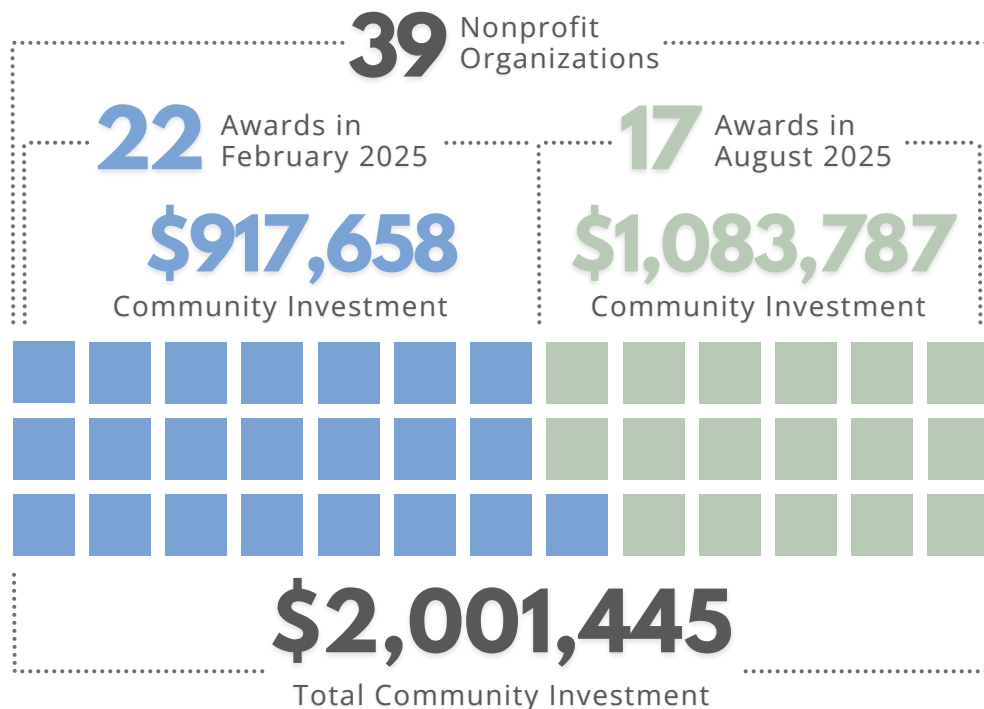 39 Nonprofit
Organizations
22 Awards in
February 2025
$917,658
Community Investment
17 Awards in
August 2025
$1,083,787
Community Investment
$2,001,445
Total Community Investment